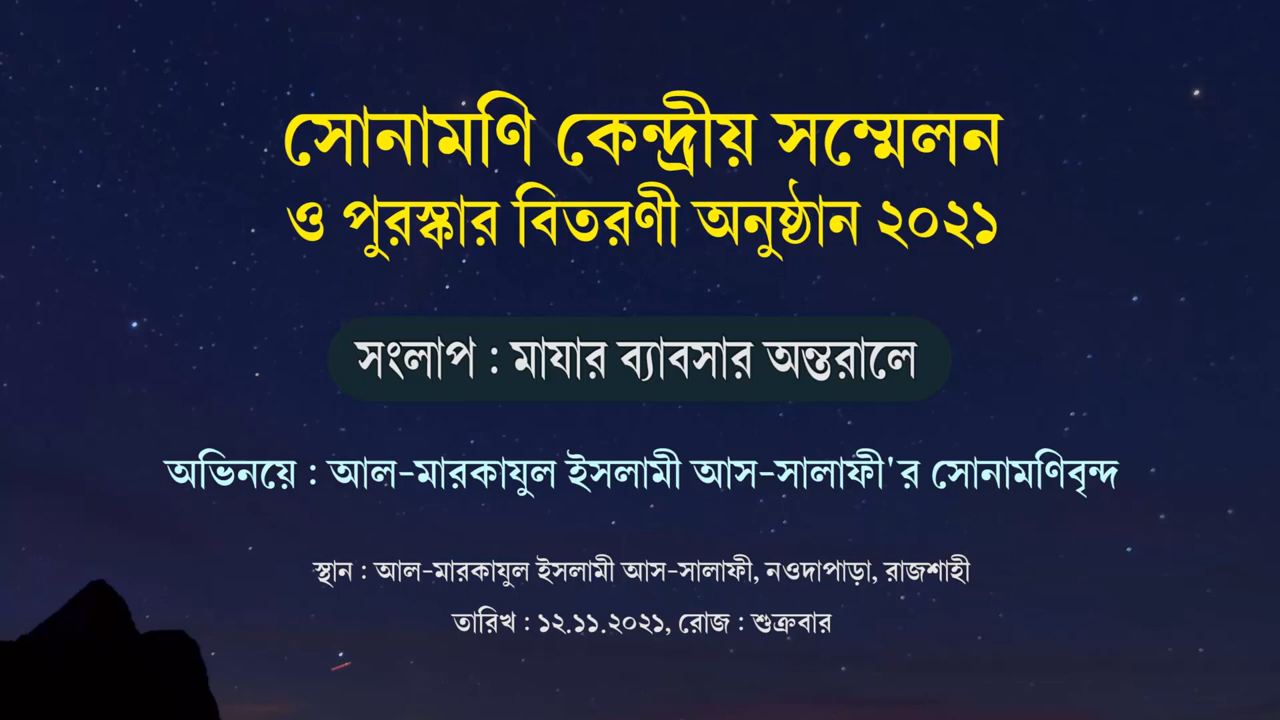 সোনামণি কেন্দ্রীয় সম্মেলন
ও পুরস্কার বিতরণী অনুষ্ঠান ২০২১
সংলাপ : মাযার ব্যাবসার অন্তরালে
অভিনয়ে : আল-মারকাযুল ইসলামী আস-সালাফী'র সোনামণিবৃন্দ
স্থান : আল-মারকাযুল ইসলামী আস-সালাফী, নওদাপাড়া, রাজশাহী
তারিখ : ১২.১১.২০২১, রোজ : শুক্রবার